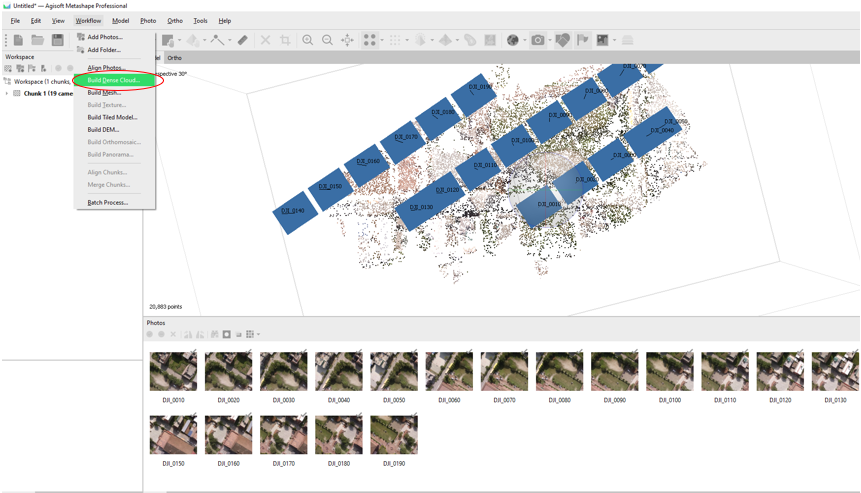 Untitled* — Agisoft Metashape Professional
File Edit View Workflow Model Photo Ortho Tools Help
Add Photos...
Add Folder...
Align Photos...
Build Dense Cloud...
Build Mesh...
Build Texture...
Build Tiled Model...
Build DEM...
Build Orthomosaic...
Build Panorama...
Align Chunks...
Merge Chunks...
Batch Process...
Workspace
Workspace (1 chunks,
Chunk 1 (19 came
el Ortho
spective 30°
DJI_0190
DJI_0180
DJI_0170
DJI_0160
DJI_0150
DJI_0140
DJI_0070
DJI_0080
DJI_0090
DJI_0100
DJI_0110
DJI_0120
DJI_0130
DJI_0050
DJI_0040
DJI_0030
DJI_0020
DJI_0010
20,883 points
Photos
DJI_0010 DJI_0020 DJI_0030 DJI_0040 DJI_0050 DJI_0060 DJI_0070 DJI_0080 DJI_0090 DJI_0100 DJI_0110 DJI_0120 DJI_0130
DJI_0150 DJI_0160 DJI_0170 DJI_0180 DJI_0190